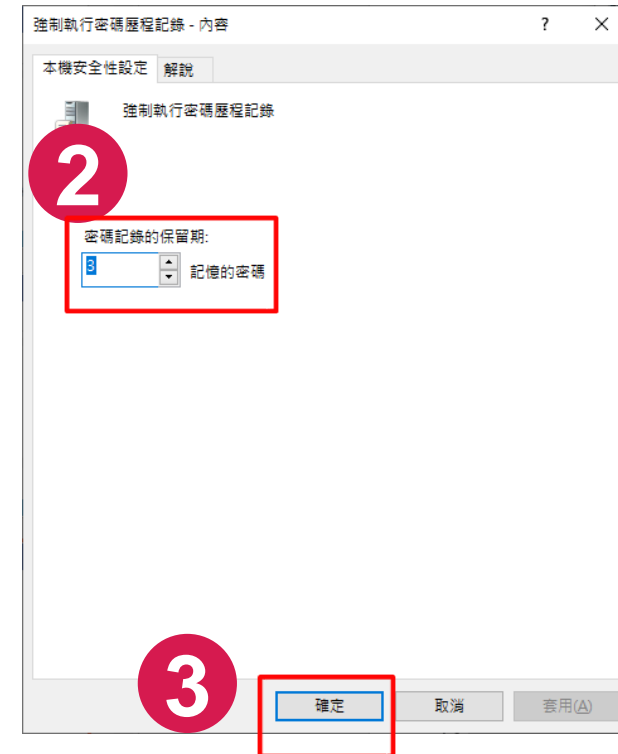 強制執行密碼歷程記錄 - 內容 ? ×
本機安全性設定 解說
強制執行密碼歷程記錄
2
密碼記錄的保留期:
3 記憶的密碼
3
確定 取消 套用(A)